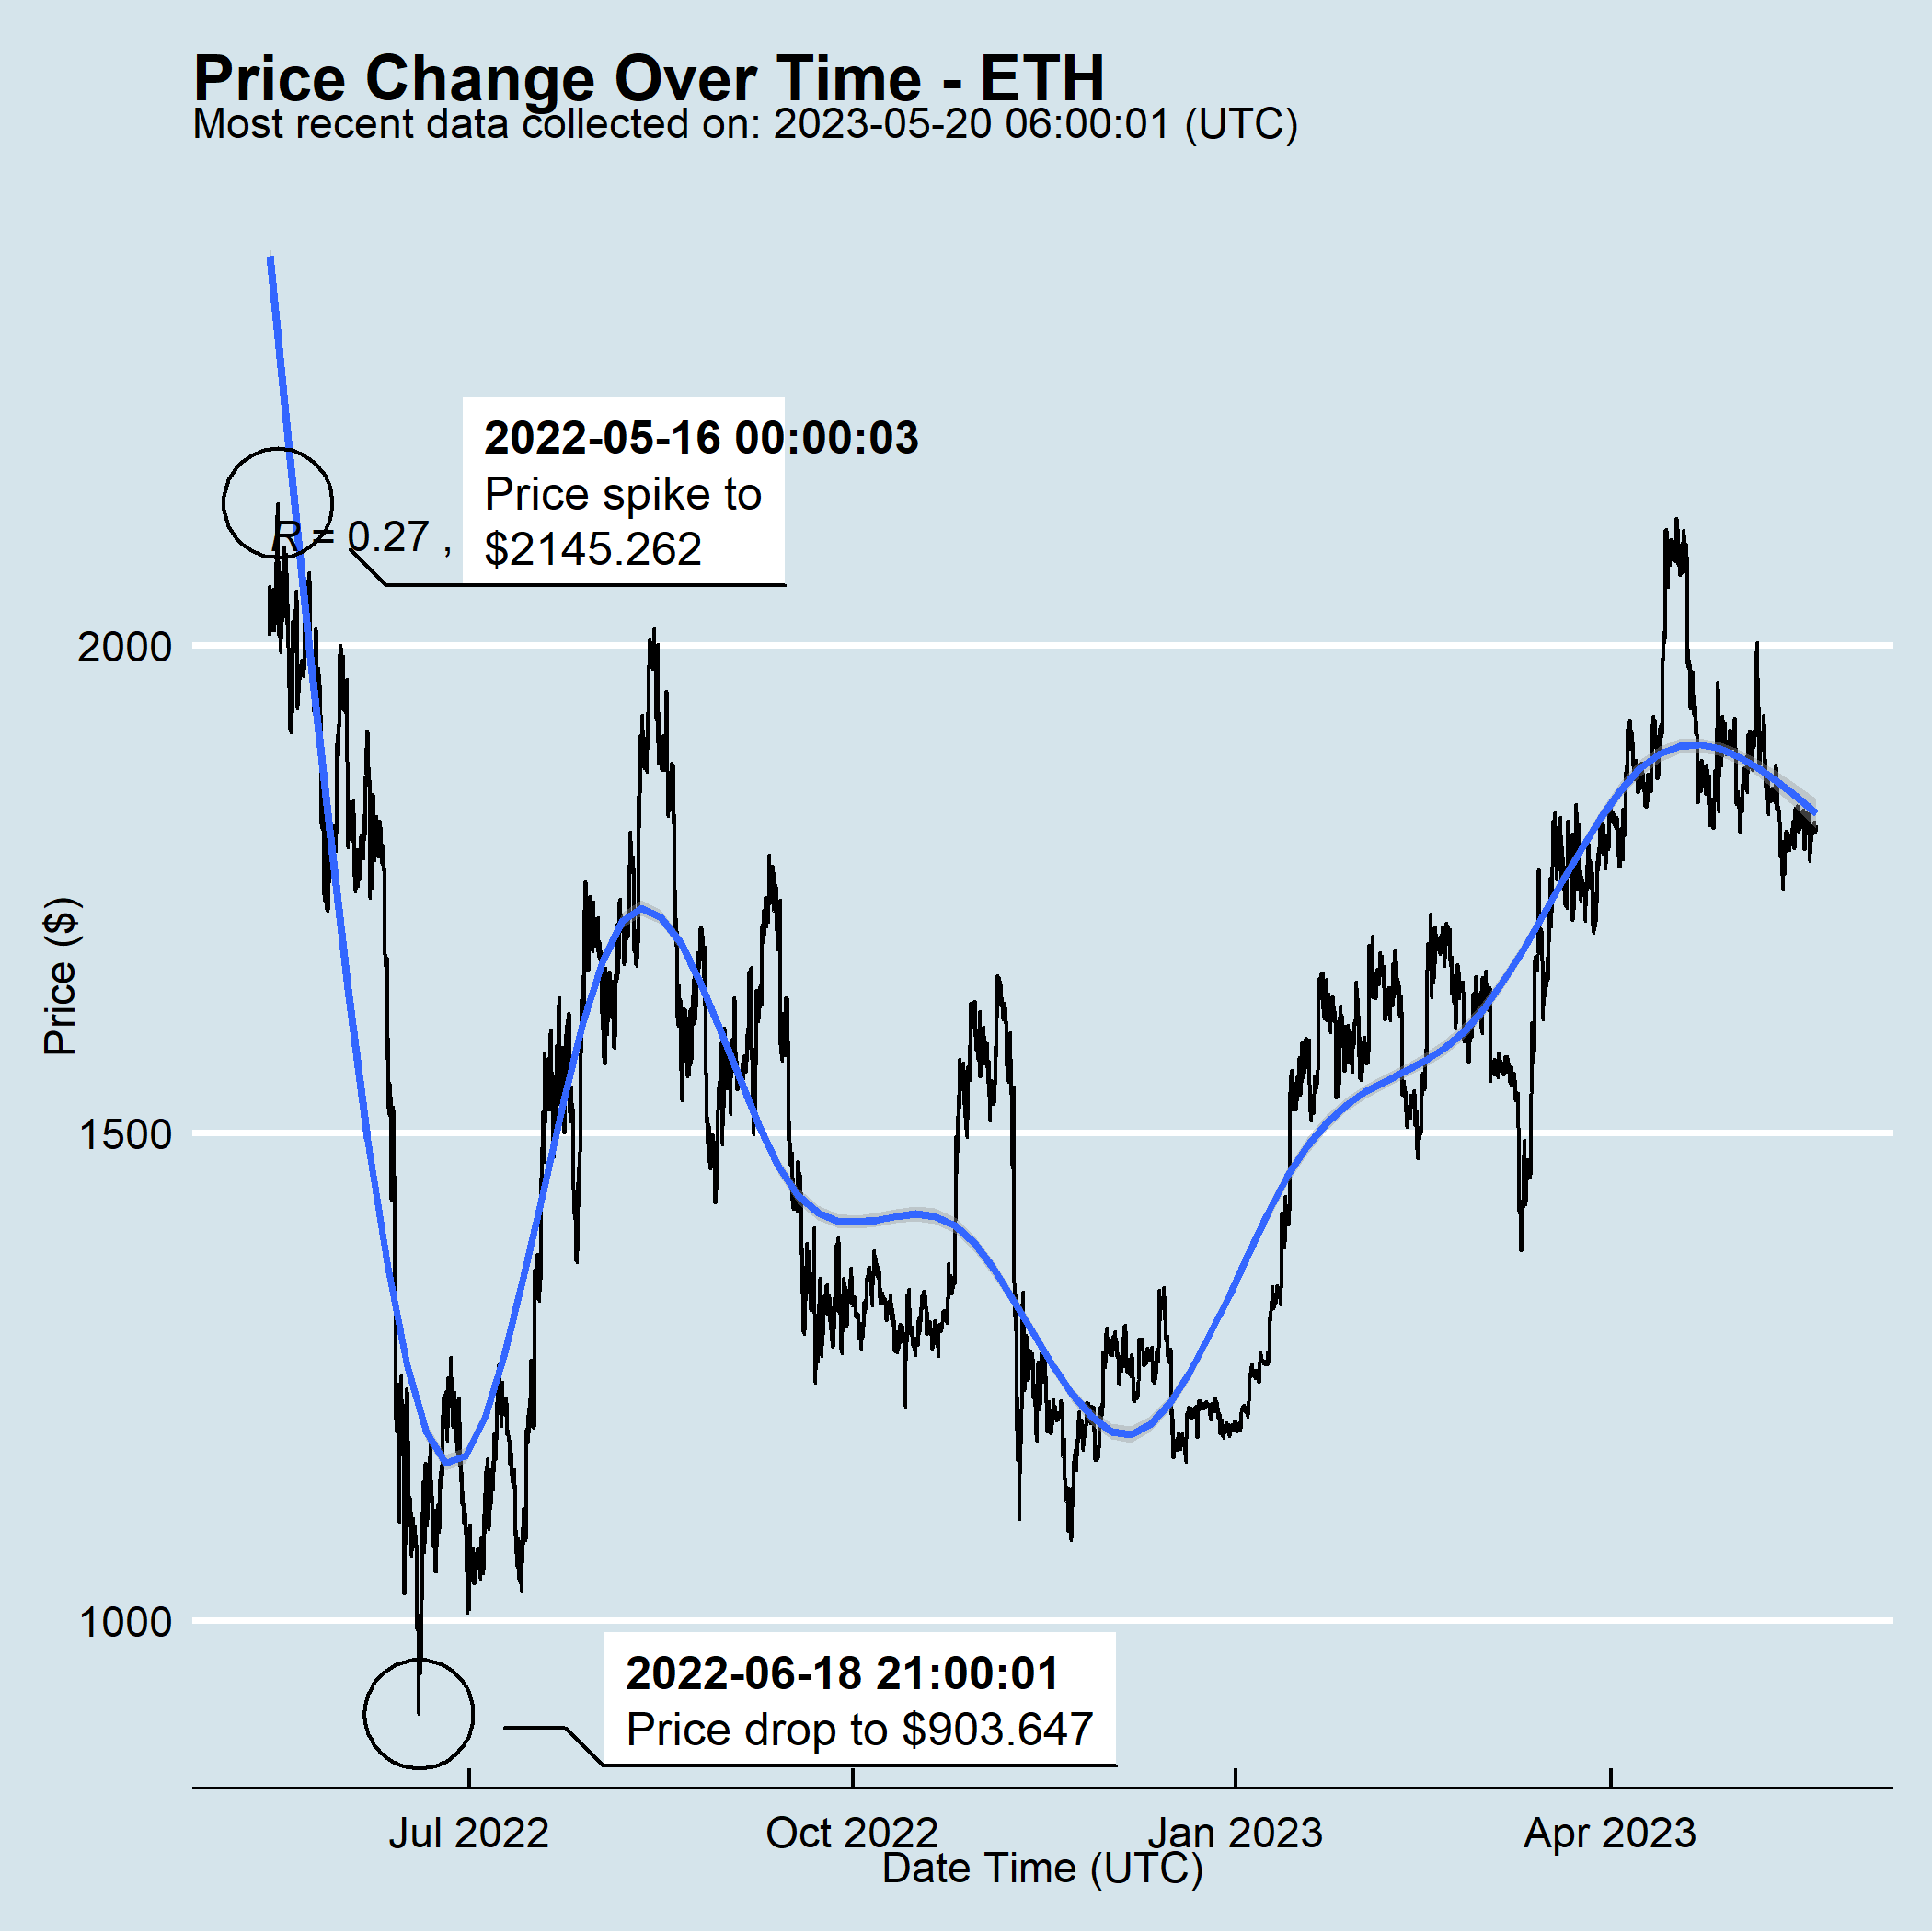 Price Change Over Time - ETH
Most recent data collected on: 2023-05-20 06:00:01 (UTC)
2022-05-16 00:00:03
Price spike to
$2145.262
R = 0.27 ,
2000
1500
1000
Price ($)
2022-06-18 21:00:01
Price drop to $903.647
Jul 2022
Oct 2022
Jan 2023
Apr 2023
Date Time (UTC)